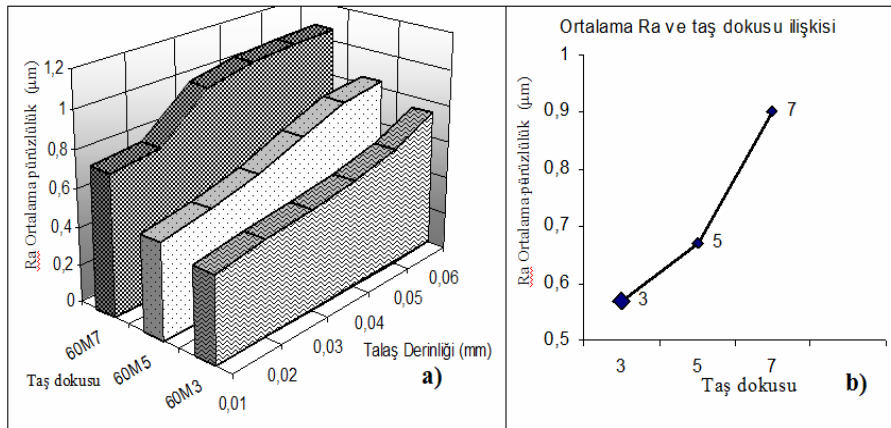 1,2
1
0,8
0,6
0,4
0,2
0
Ra Ortalama pürüzlülük (µm)
60M7
60M5
60M3
Taş dokusu
0,01
0,02
0,03
0,04
0,05
0,06
Talaş Derinliği (mm)
a)
Ortalama Ra ve taş dokusu ilişkisi
1
0,9
0,8
0,7
0,6
0,5
Ra Ortalama pürüzlülük (µm)
7
5
3
3
5
7
Taş dokusu
b)